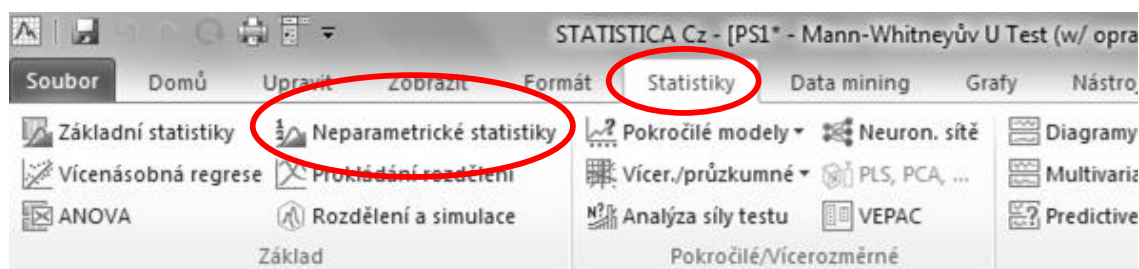 STATISTICA Cz - [PS1* - Mann-Whitneyův U Test (w/ opra
Soubor Domů Upravit Zobrazit Formát Statistiky Data mining Grafy Nástroj
Základní statistiky Neparametrické statistiky Pokročilé modely Neuron. sítě Diagramy
Vícenásobná regrese Prokládání rozdělení Vícer./průzkumné PLS, PCA, ... Multivaria
ANOVA Rozdělení a simulace Analýza síly testu VEPAC Predictive
Základ Pokročilé/Vícerozměrné